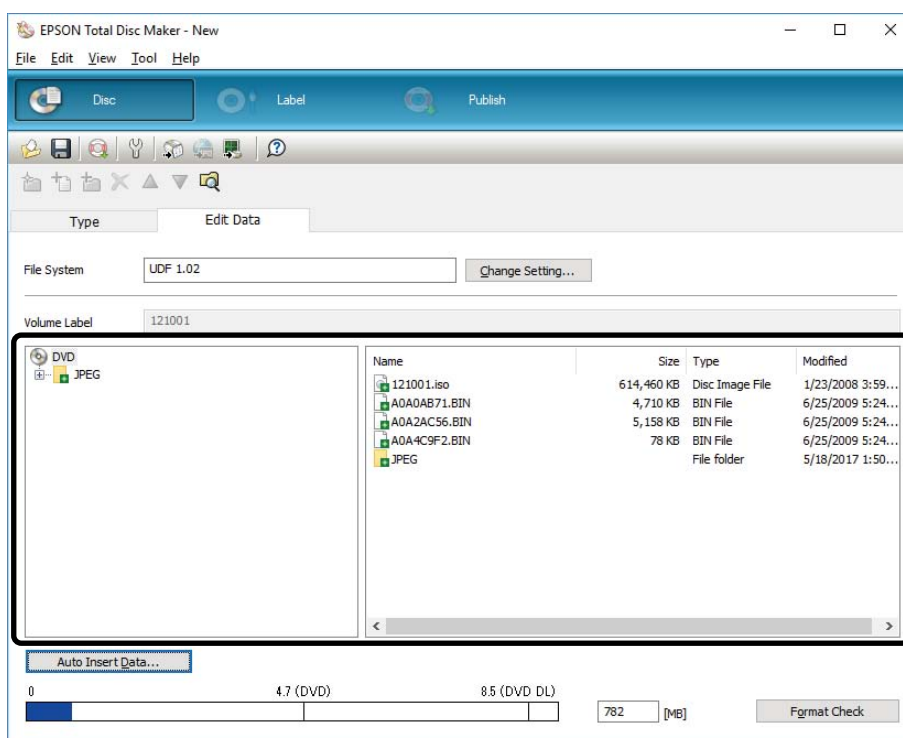 EPSON Total Disc Maker - New
File Edit View Tool Help
Disc Label Publish
Type Edit Data
File System UDF 1.02 Change Setting...
Volume Label 121001
DVD
JPEG
Name Size Type Modified
121001.iso 614,460 KB Disc Image File 1/23/2008 3:59...
A0A0AB71.BIN 4,710 KB BIN File 6/25/2009 5:24...
A0A2AC56.BIN 5,158 KB BIN File 6/25/2009 5:24...
A0A4C9F2.BIN 78 KB BIN File 6/25/2009 5:24...
JPEG File folder 5/18/2017 1:50...
Auto Insert Data...
0 4.7 (DVD) 8.5 (DVD DL)
782 [MB] Format Check